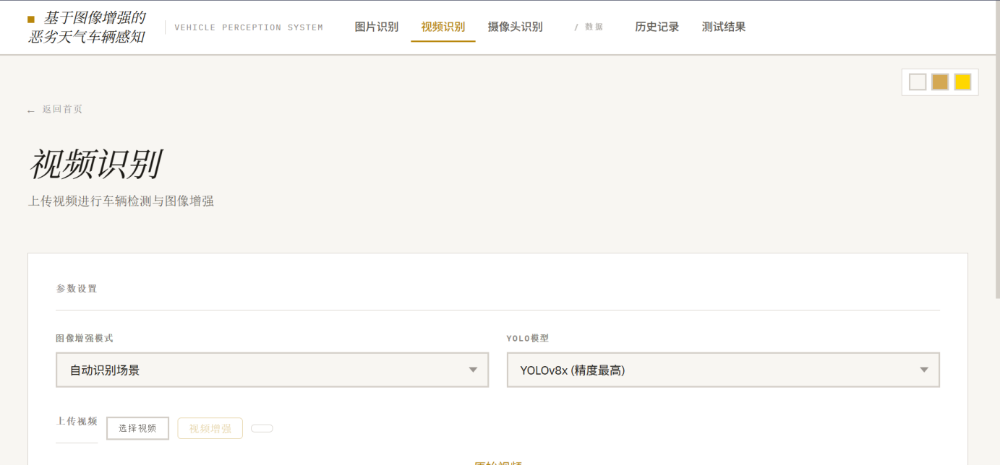 基于图像增强的
恶劣天气车辆感知
VEHICLE PERCEPTION SYSTEM
图片识别
视频识别
摄像头识别
/ 数据
历史记录
测试结果
← 返回首页
视频识别
上传视频进行车辆检测与图像增强
参数设置
图像增强模式
YOLO模型
自动识别场景
YOLOv8x (精度最高)
上传视频
选择视频
视频增强
原始视频